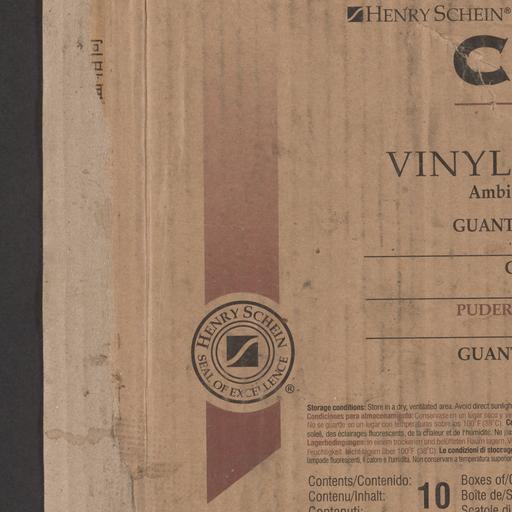 HENRY SCHEIN®
C
VINYL
Ambi
GUANT
PUDER
GUANT
HENRY SCHEIN
SEAL OF EXCELLENCE
®
Storage conditions: Store in a dry, ventilated area. Avoid direct sunligh
Condiciones para almacenamiento: Consérvese en un lugar seco y ve
No se guarde en un lugar con temperaturas sobre los 100°F (38°C). Co
soleil, des éclairages fluorescents, de la chaleur et de l'humidité. Ne pas
Lagerbedingungen: In einem trockenen und belüfteten Raum lagern. V
Feuchtigkeit. Nicht lagern über 100°F (38°C). Le condizioni di stoccag
lampade fluorescenti, il calore e l'umidità. Non conservare a temperatura superior
Contents/Contenido:
Contenu/Inhalt:
Contenuti:
10
Boxes of/C
Boîte de/S
Scatole di